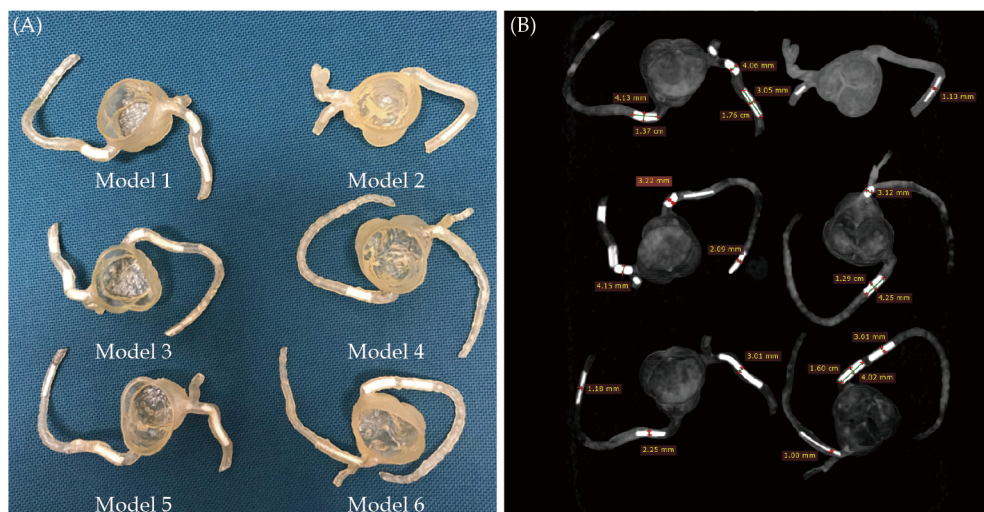 (A)
Model 1
Model 2
Model 3
Model 4
Model 5
Model 6
(B)
4.06 mm
4.13 mm
3.05 mm
1.13 mm
1.37 cm
1.76 cm
3.22 mm
3.12 mm
2.09 mm
1.29 cm
4.15 mm
4.25 mm
3.01 mm
3.01 mm
1.60 cm
1.18 mm
4.02 mm
2.25 mm
1.00 mm